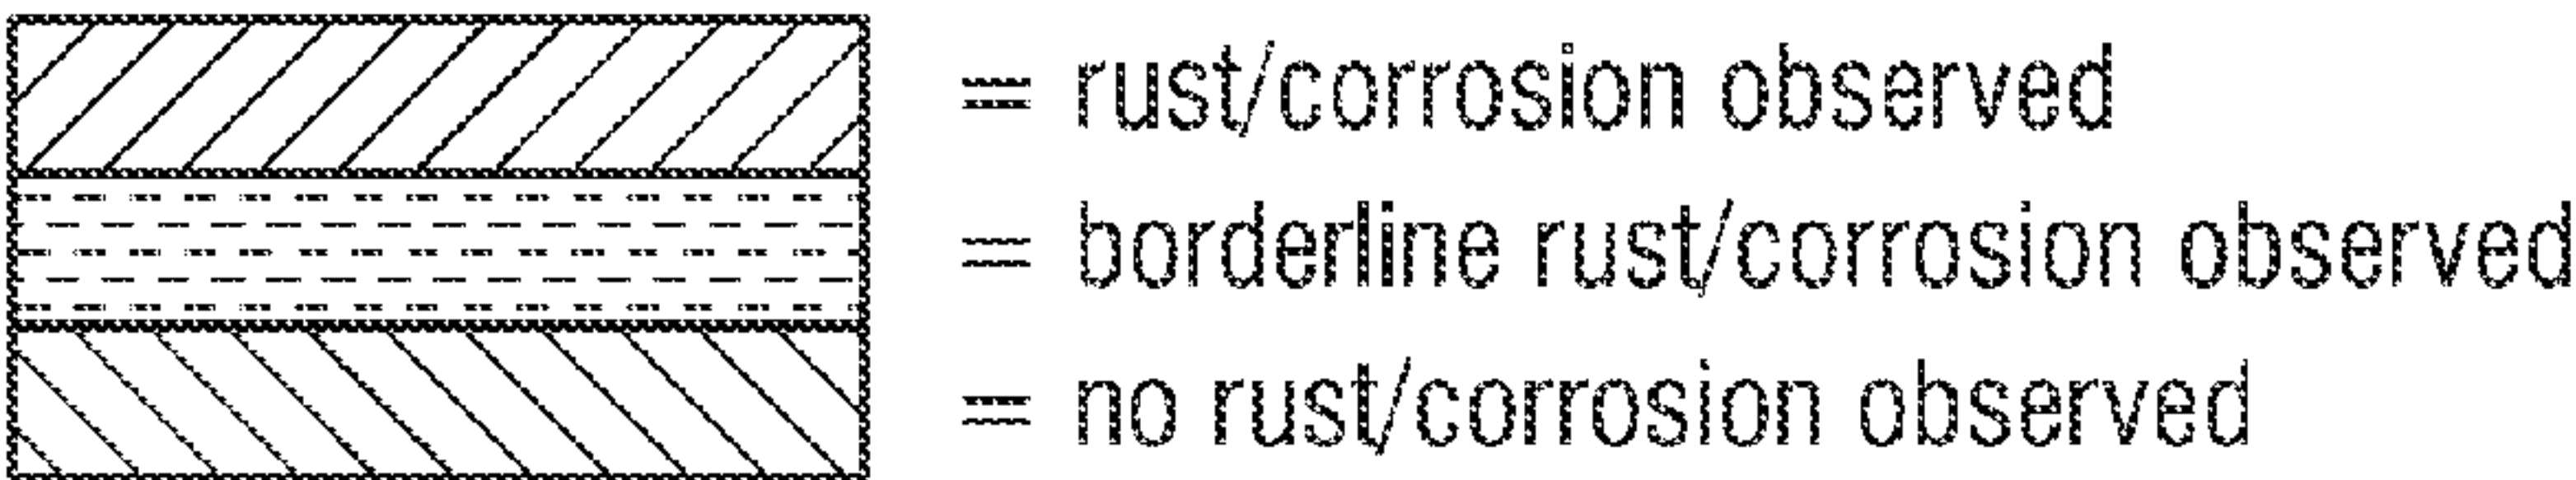 = rust/corrosion observed
= borderline rust/corrosion observed
= no rust/corrosion observed